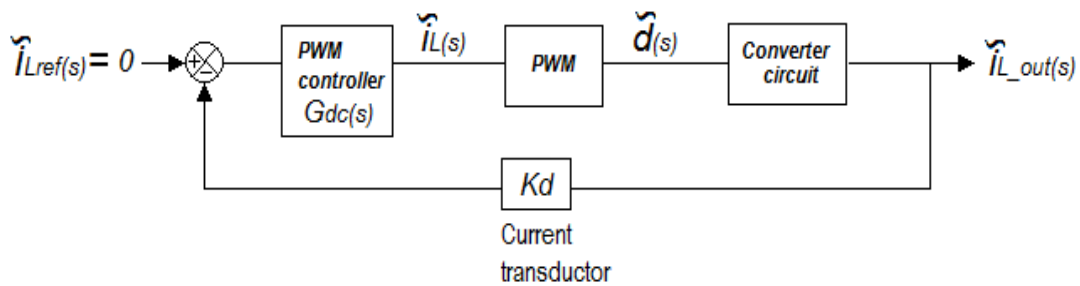 ĩLref(s) = 0
+
−
PWM
controller
Gdc(s)
ĩL(s)
PWM
d̃(s)
Converter
circuit
ĩL_out(s)
Kd
Current
transductor